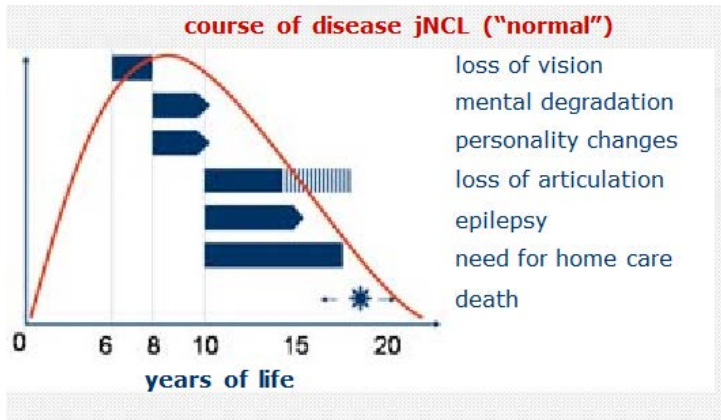 course of disease jNCL (“normal”)
loss of vision
mental degradation
personality changes
loss of articulation
epilepsy
need for home care
death
0 6 8 10 15 20
years of life